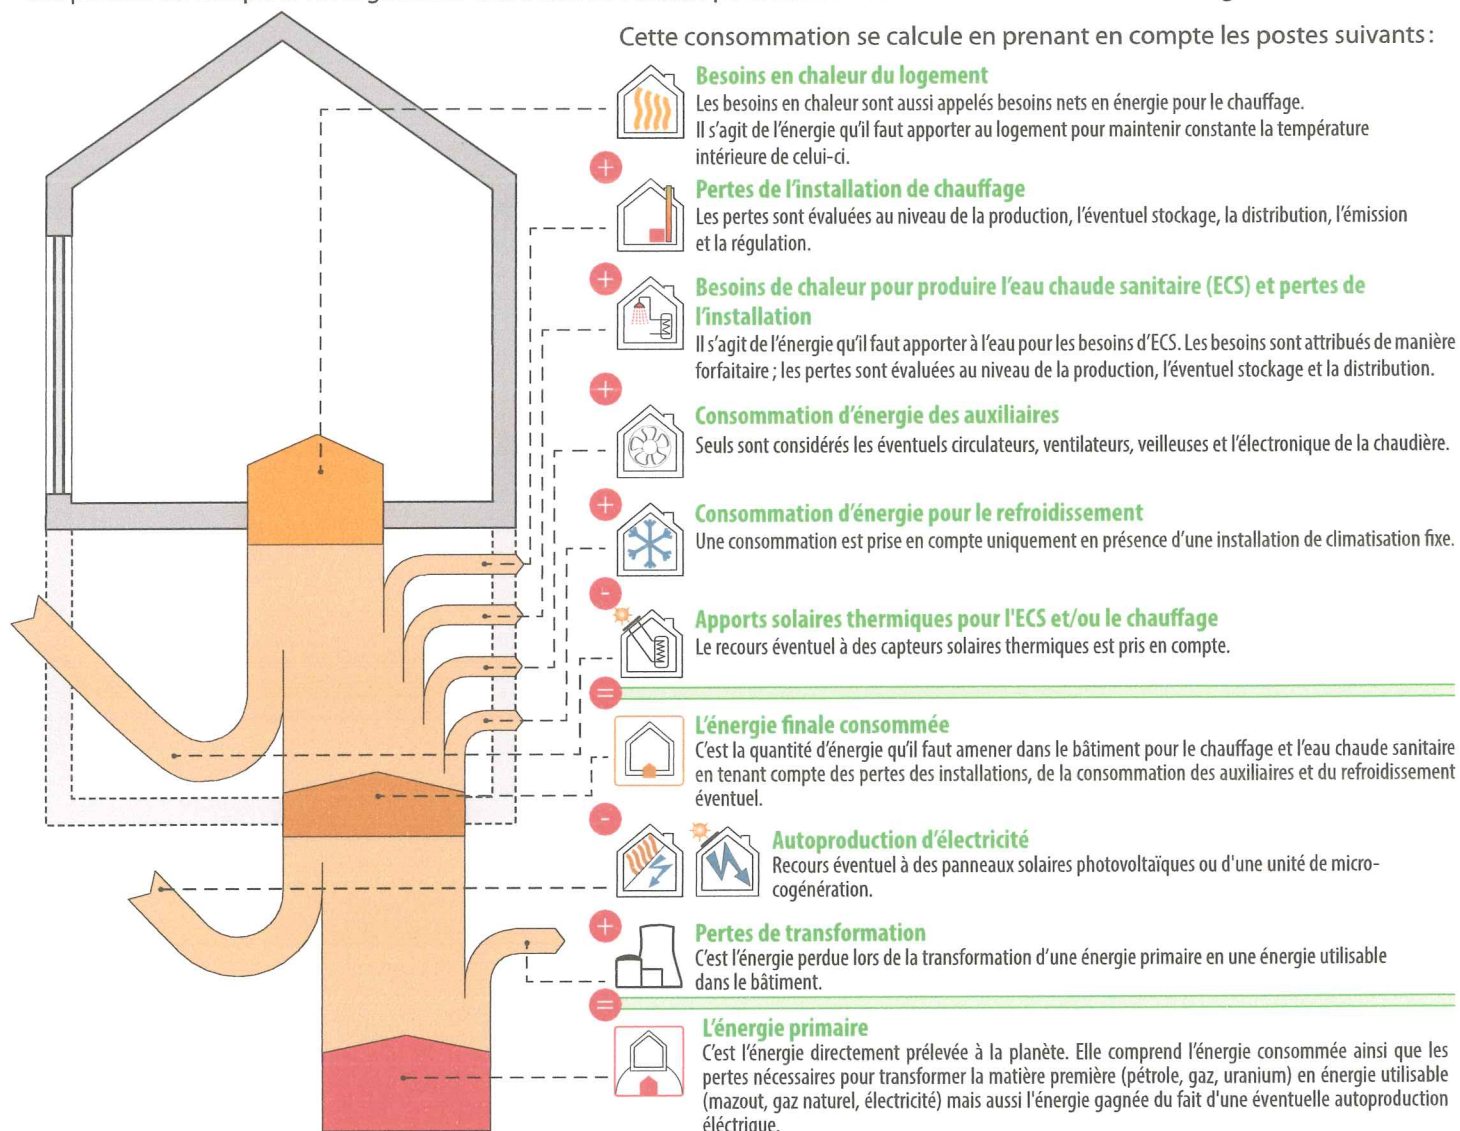 Cette consommation se calcule en prenant en compte les postes suivants :
Besoins en chaleur du logement
Les besoins en chaleur sont aussi appelés besoins nets en énergie pour le chauffage.
Il s'agit de l'énergie qu'il faut apporter au logement pour maintenir constante la température
intérieure de celui-ci.
+
Pertes de l'installation de chauffage
Les pertes sont évaluées au niveau de la production, l'éventuel stockage, la distribution, l'émission
et la régulation.
+
Besoins de chaleur pour produire l'eau chaude sanitaire (ECS) et pertes de
l'installation
Il s'agit de l'énergie qu'il faut apporter à l'eau pour les besoins d'ECS. Les besoins sont attribués de manière
forfaitaire ; les pertes sont évaluées au niveau de la production, l'éventuel stockage et la distribution.
+
Consommation d'énergie des auxiliaires
Seuls sont considérés les éventuels circulateurs, ventilateurs, veilleuses et l'électronique de la chaudière.
+
Consommation d'énergie pour le refroidissement
Une consommation est prise en compte uniquement en présence d'une installation de climatisation fixe.
-
Apports solaires thermiques pour l'ECS et/ou le chauffage
Le recours éventuel à des capteurs solaires thermiques est pris en compte.
=
L'énergie finale consommée
C'est la quantité d'énergie qu'il faut amener dans le bâtiment pour le chauffage et l'eau chaude sanitaire
en tenant compte des pertes des installations, de la consommation des auxiliaires et du refroidissement
éventuel.
-
Autoproduction d'électricité
Recours éventuel à des panneaux solaires photovoltaïques ou d'une unité de micro-
cogénération.
+
Pertes de transformation
C'est l'énergie perdue lors de la transformation d'une énergie primaire en une énergie utilisable
dans le bâtiment.
=
L'énergie primaire
C'est l'énergie directement prélevée à la planète. Elle comprend l'énergie consommée ainsi que les
pertes nécessaires pour transformer la matière première (pétrole, gaz, uranium) en énergie utilisable
(mazout, gaz naturel, électricité) mais aussi l'énergie gagnée du fait d'une éventuelle autoproduction
éléctrique.